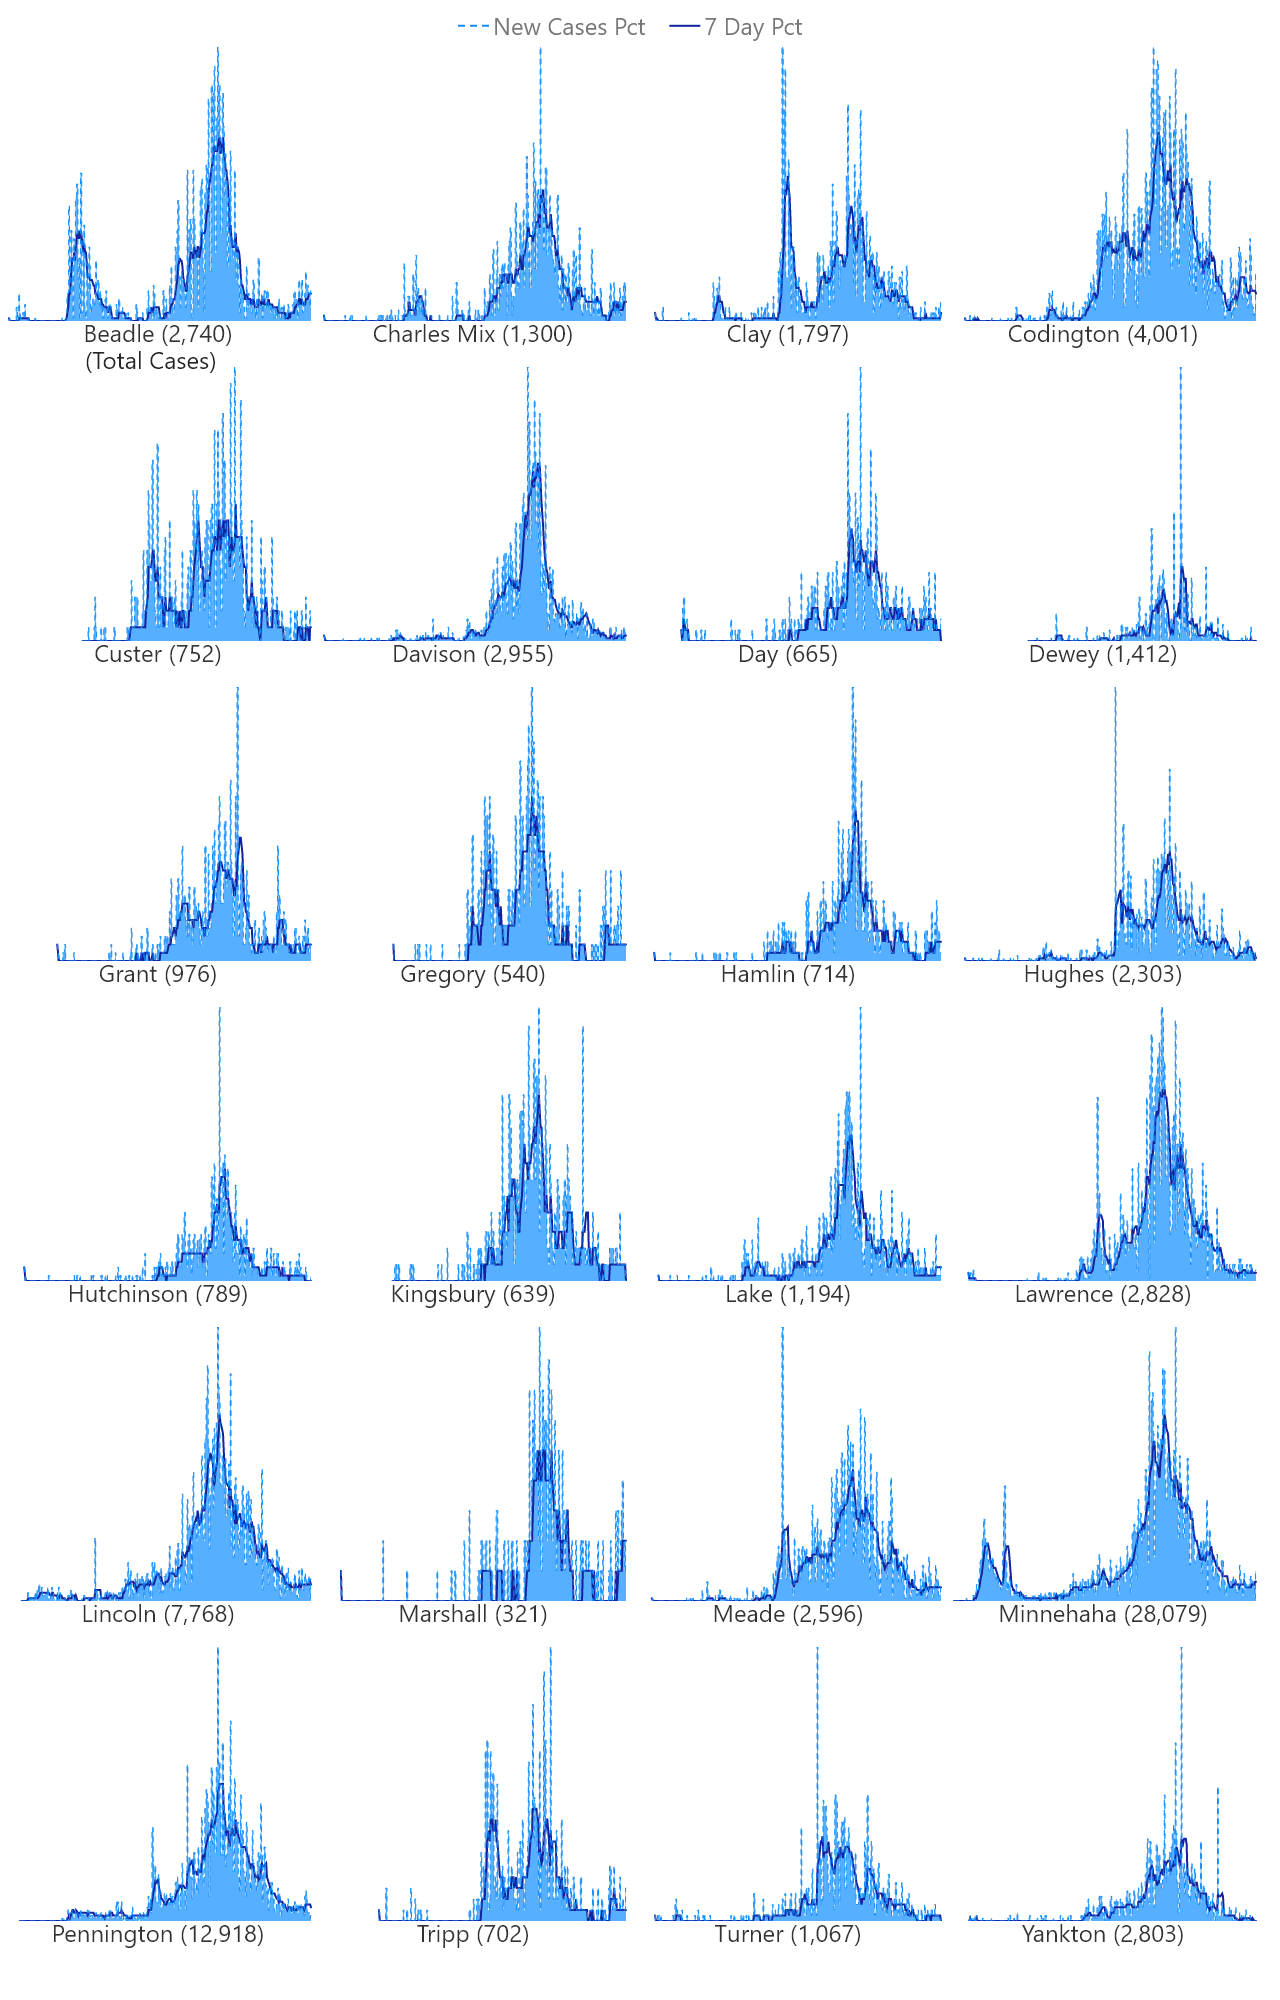 New Cases Pct 7 Day Pct
Beadle (2,740) Charles Mix (1,300) Clay (1,797) Codington (4,001)
(Total Cases)
Custer (752) Davison (2,955) Day (665) Dewey (1,412)
Grant (976) Gregory (540) Hamlin (714) Hughes (2,303)
Hutchinson (789) Kingsbury (639) Lake (1,194) Lawrence (2,828)
Lincoln (7,768) Marshall (321) Meade (2,596) Minnehaha (28,079)
Pennington (12,918) Tripp (702) Turner (1,067) Yankton (2,803)